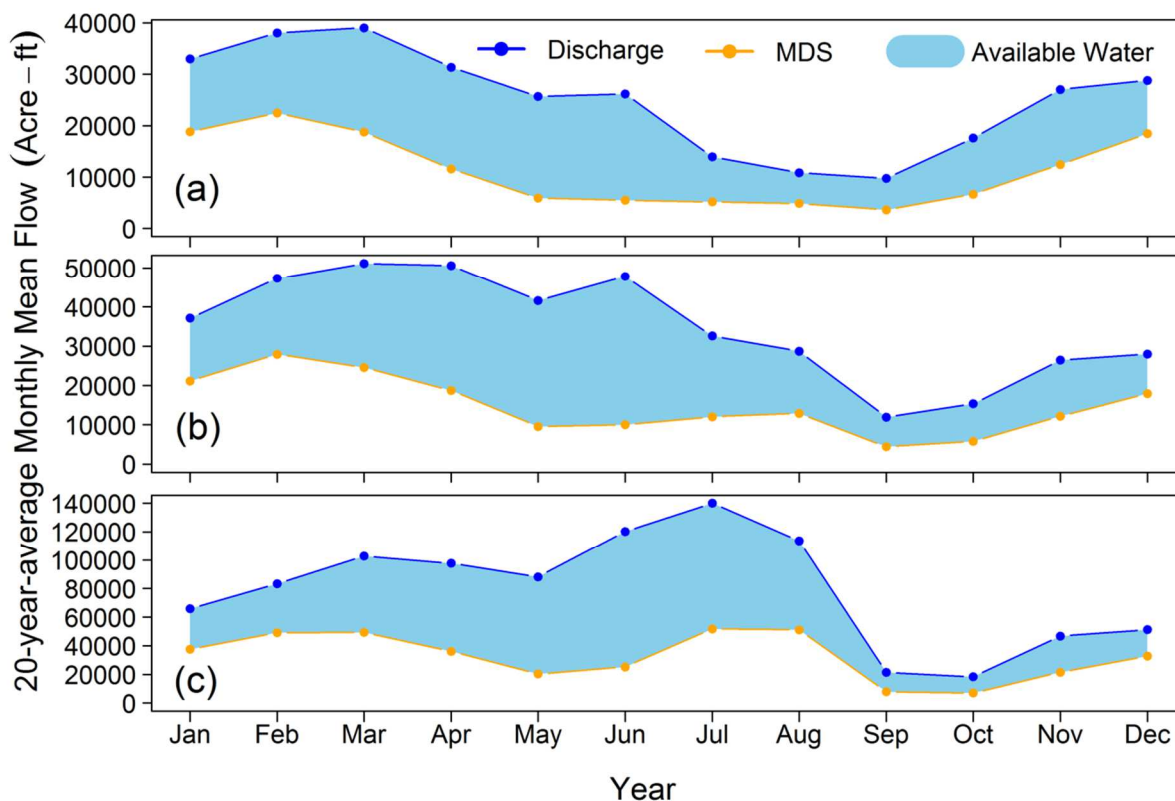 20-year-average Monthly Mean Flow (Acre-ft)
Discharge MDS Available Water
40000
30000
20000
10000
0
(a)
50000
40000
30000
20000
10000
0
(b)
140000
120000
100000
80000
60000
40000
20000
0
(c)
Jan Feb Mar Apr May Jun Jul Aug Sep Oct Nov Dec
Year